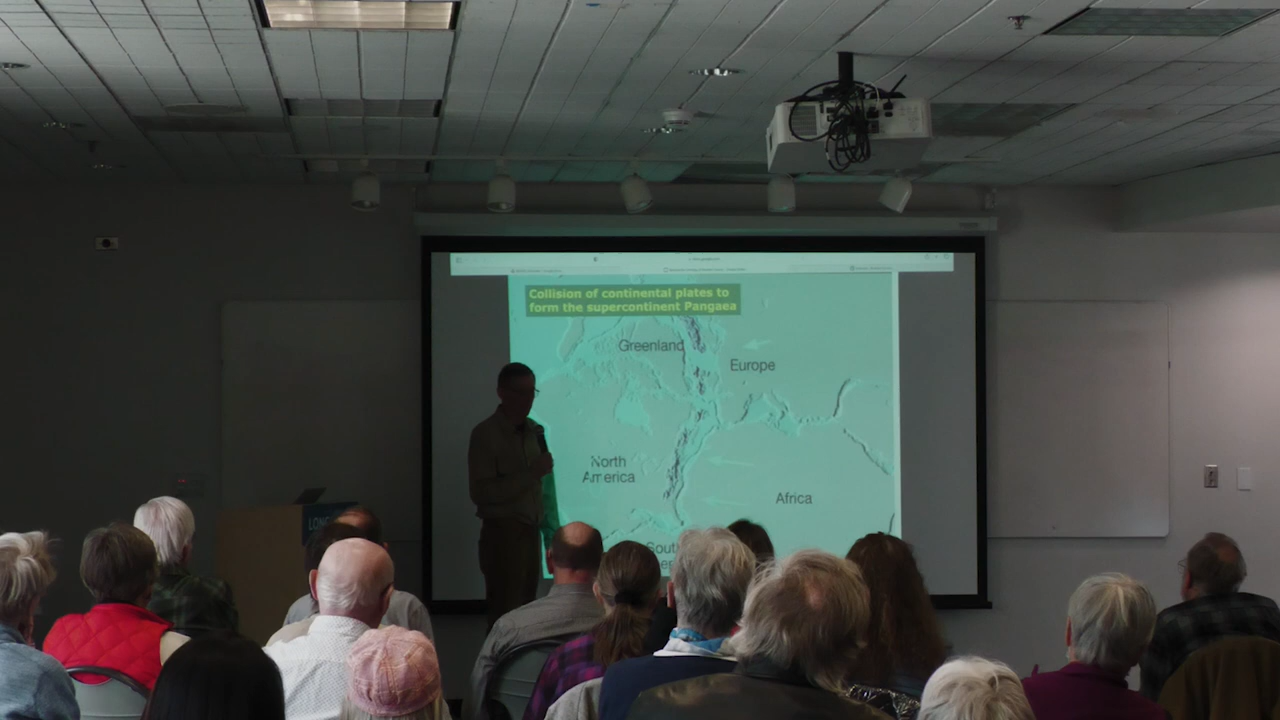 Collision of continental plates to
form the supercontinent Pangaea
Greenland
Europe
North
America
Africa